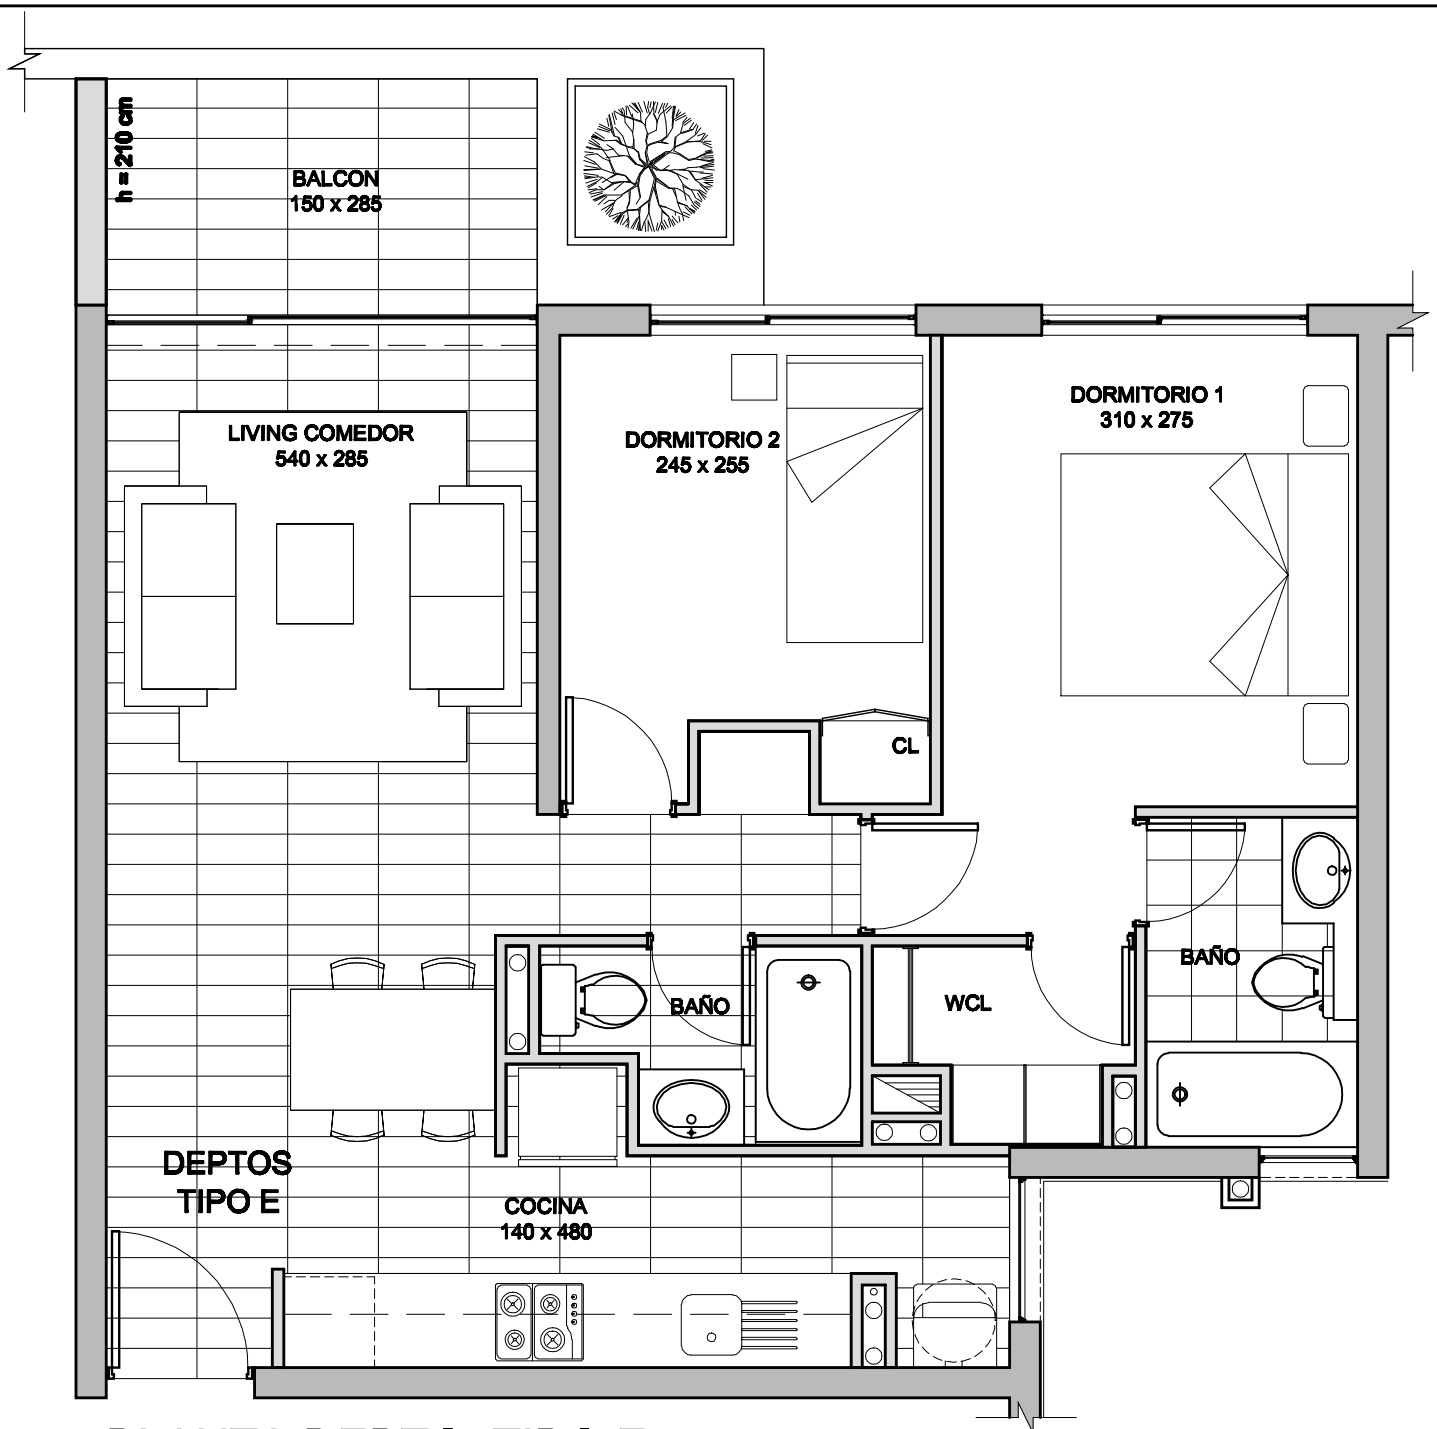 h = 210 cm
BALCON
150 x 285
LIVING COMEDOR
540 x 285
DORMITORIO 2
245 x 255
DORMITORIO 1
310 x 275
CL
BAÑO
WCL
BAÑO
DEPTOS
TIPO E
COCINA
140 x 480